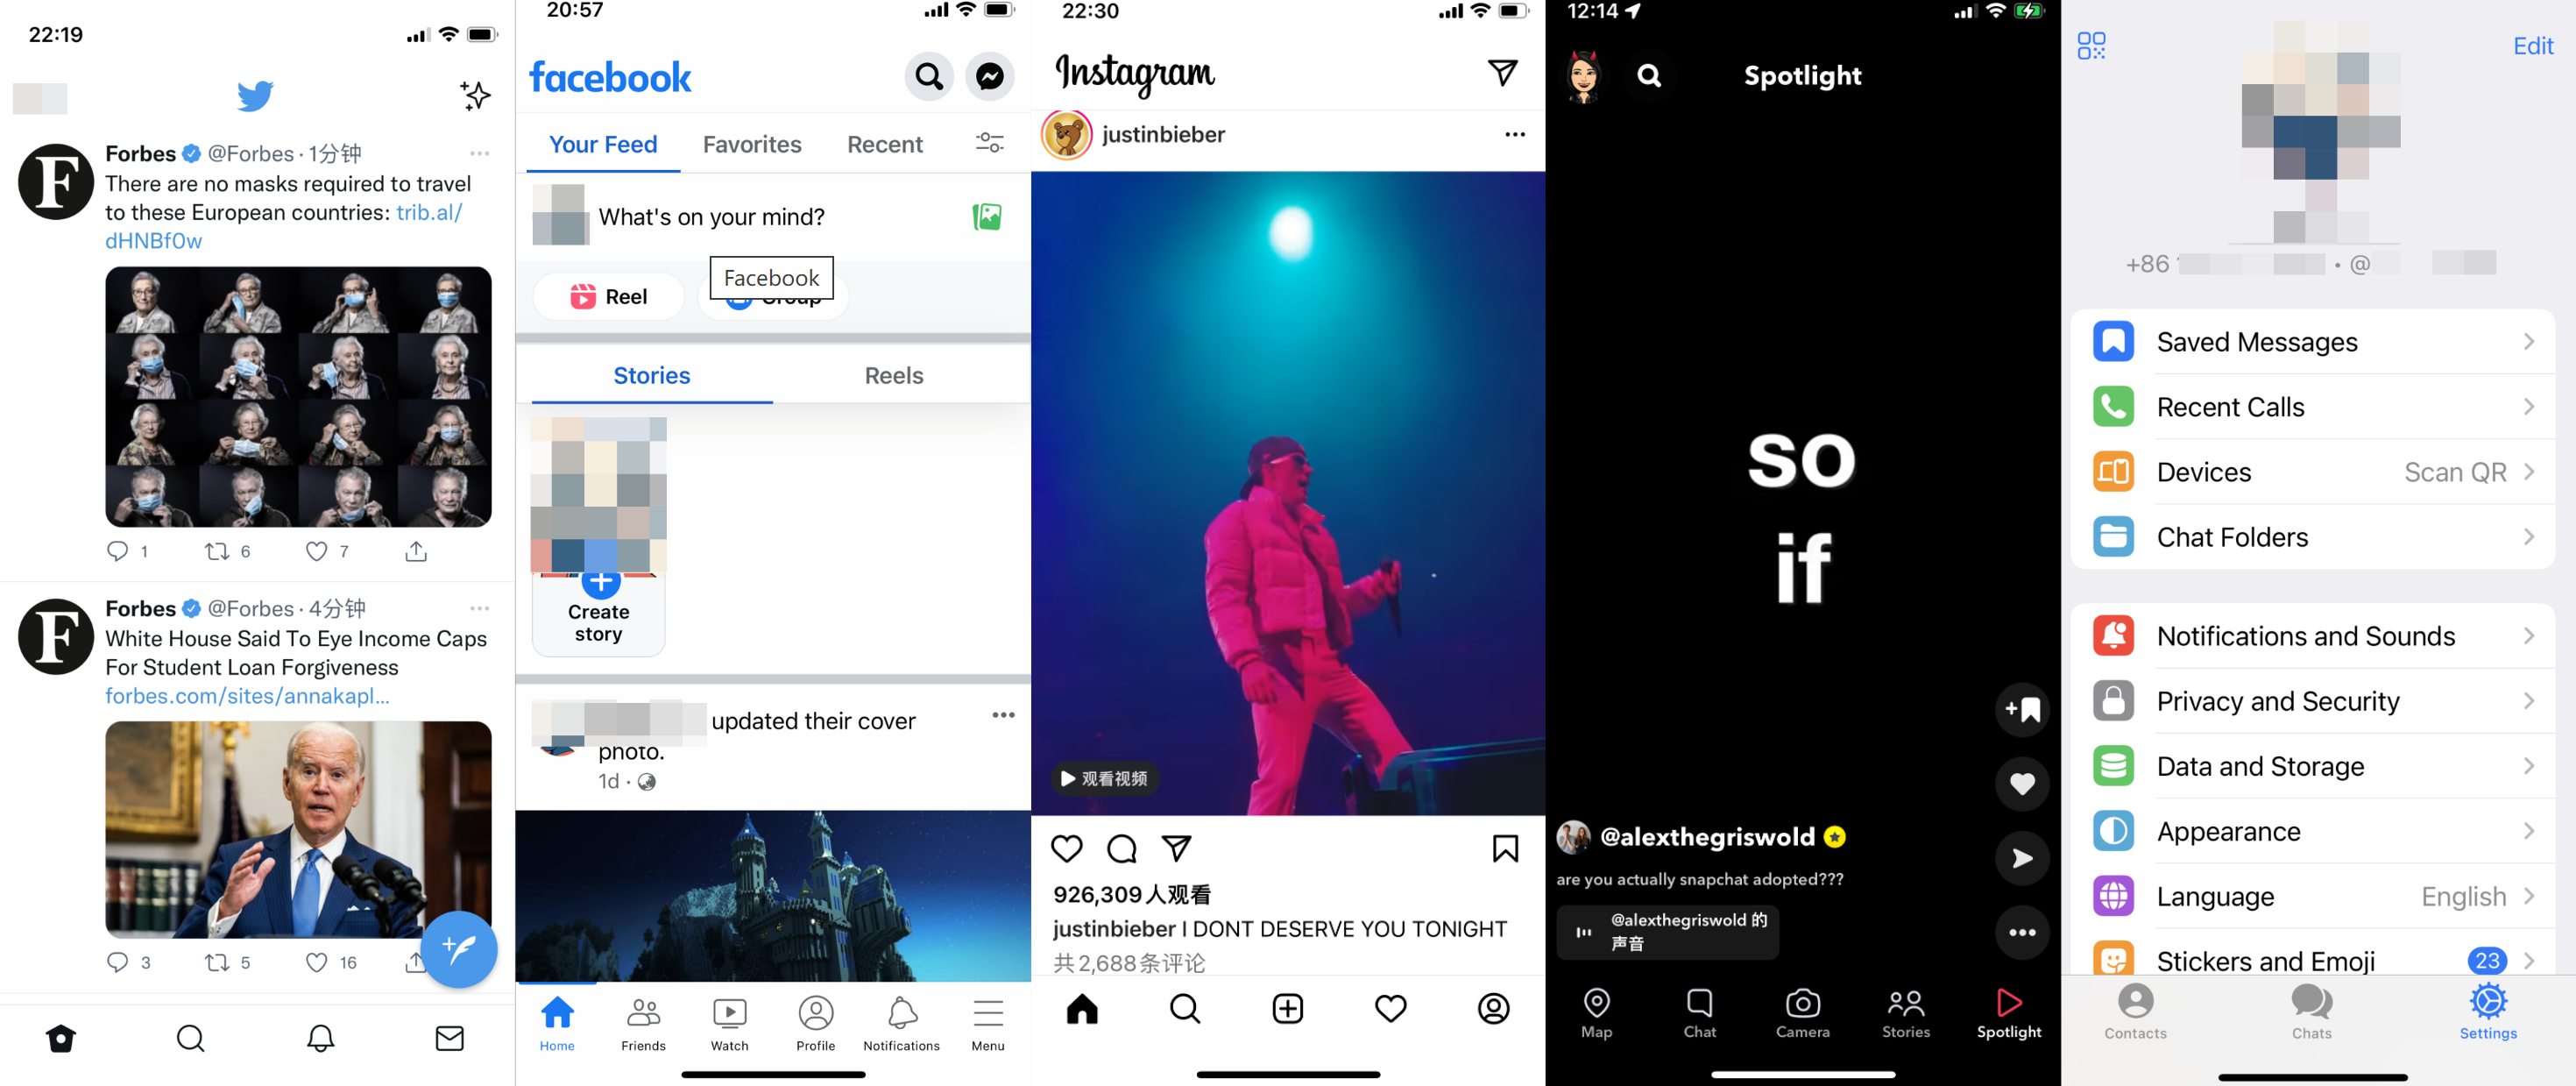 22:19
F
Forbes @Forbes · 1分钟
There are no masks required to travel
to these European countries: trib.al/
dHNBf0w
1
6
7
F
Forbes @Forbes · 4分钟
White House Said To Eye Income Caps
For Student Loan Forgiveness
forbes.com/sites/annakapl...
3
5
16
20:57
facebook
Your Feed
Favorites
Recent
What's on your mind?
Facebook
Reel
Group
Stories
Reels
Create
story
updated their cover
photo.
1d ·
Home
Friends
Watch
Profile
Notifications
Menu
22:30
Instagram
justinbieber
观看视频
926,309人观看
justinbieber I DONT DESERVE YOU TONIGHT
共2,688条评论
12:14
Spotlight
so
if
@alexthegriswold
are you actually snapchat adopted???
@alexthegriswold 的
声音
Map
Chat
Camera
Stories
Spotlight
Edit
+86
· @
Saved Messages
Recent Calls
Devices
Scan QR
Chat Folders
Notifications and Sounds
Privacy and Security
Data and Storage
Appearance
Language
English
Stickers and Emoji
23
Contacts
Chats
Settings